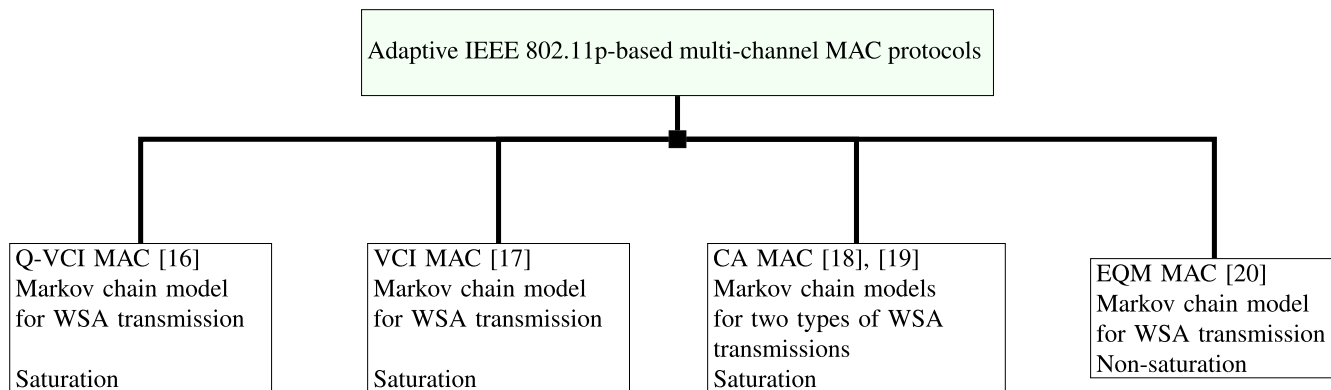 Adaptive IEEE 802.11p-based multi-channel MAC protocols
Q-VCI MAC [16]
Markov chain model
for WSA transmission
Saturation
VCI MAC [17]
Markov chain model
for WSA transmission
Saturation
CA MAC [18], [19]
Markov chain models
for two types of WSA
transmissions
Saturation
EQM MAC [20]
Markov chain model
for WSA transmission
Non-saturation